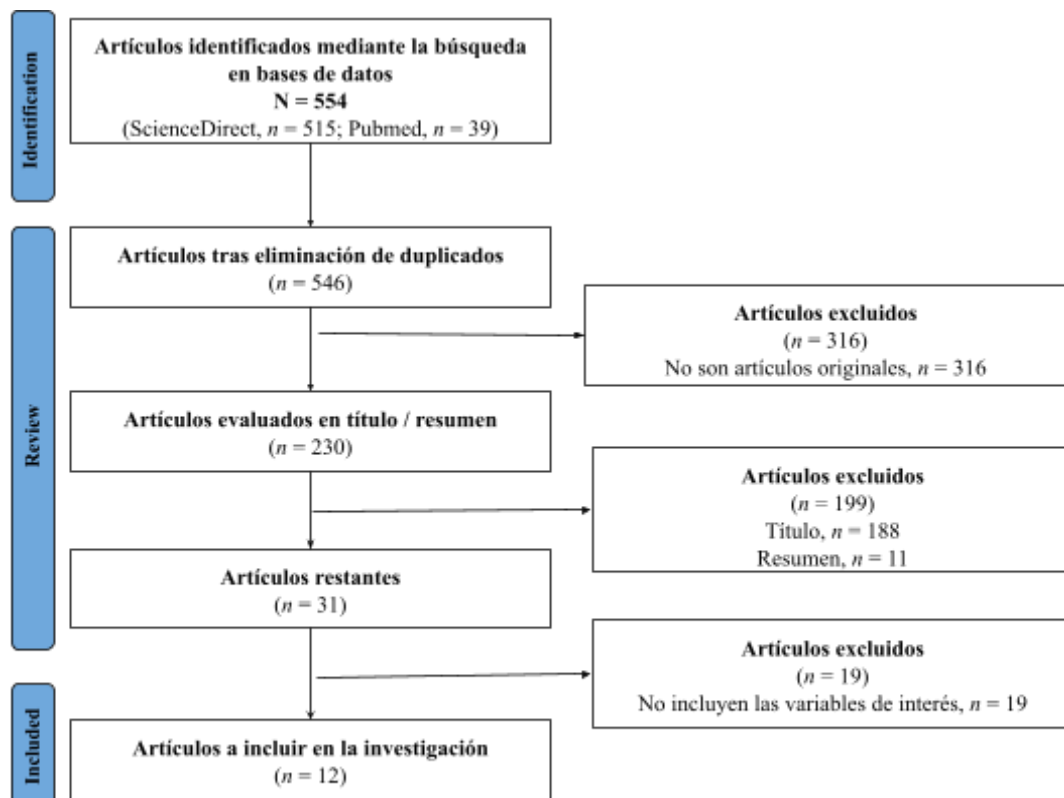 Identification
Artículos identificados mediante la búsqueda
en bases de datos
N = 554
(ScienceDirect, n = 515; Pubmed, n = 39)
Review
Artículos tras eliminación de duplicados
(n = 546)
Artículos excluidos
(n = 316)
No son artículos originales, n = 316
Artículos evaluados en título / resumen
(n = 230)
Artículos excluidos
(n = 199)
Título, n = 188
Resumen, n = 11
Artículos restantes
(n = 31)
Artículos excluidos
(n = 19)
No incluyen las variables de interés, n = 19
Included
Artículos a incluir en la investigación
(n = 12)